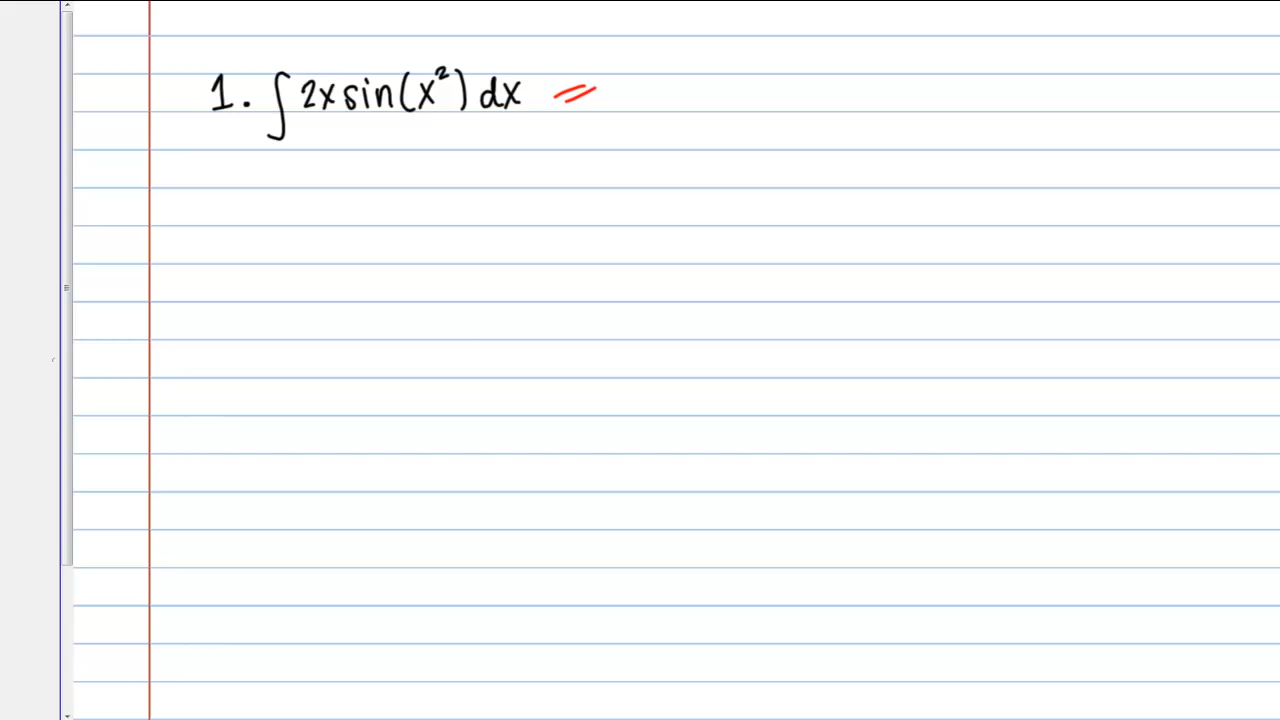 1. ∫ 2x sin(x²) dx =